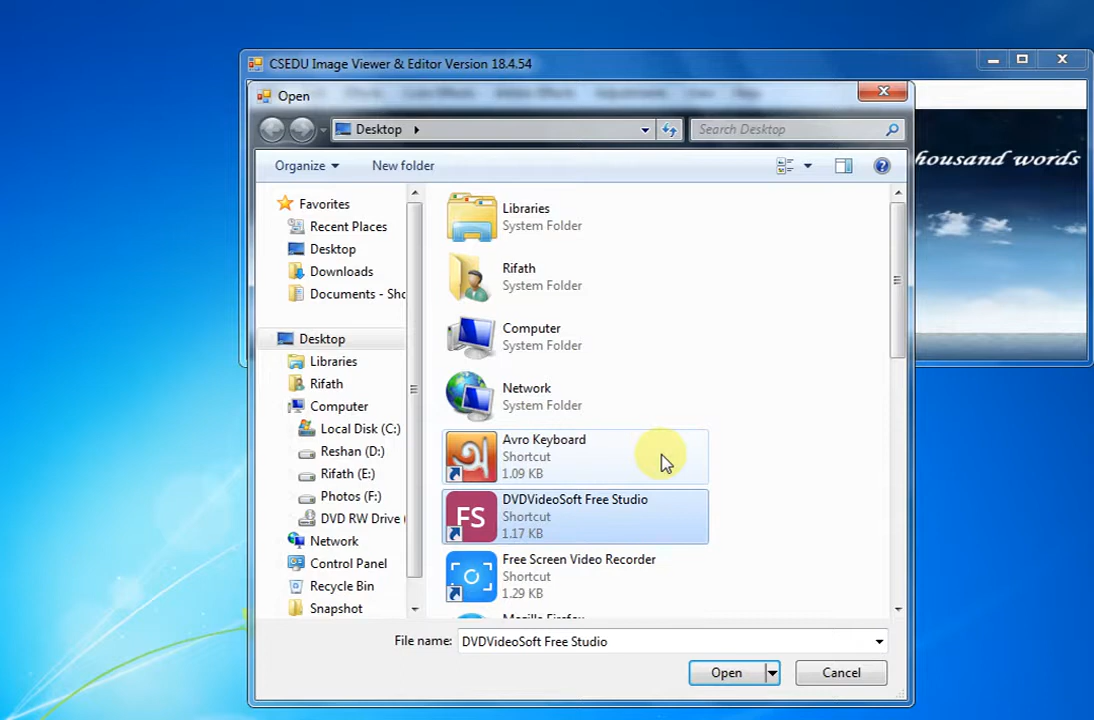 CSEDU Image Viewer & Editor Version 18.4.54
Open
Desktop
Search Desktop
housand words
Organize
New folder
Favorites
Recent Places
Desktop
Downloads
Documents - Sho
Desktop
Libraries
Rifath
Computer
Local Disk (C:)
Reshan (D:)
Rifath (E:)
Photos (F:)
DVD RW Drive (
Network
Control Panel
Recycle Bin
Snapshot
Libraries
System Folder
Rifath
System Folder
Computer
System Folder
Network
System Folder
অ
Avro Keyboard
Shortcut
1.09 KB
FS
DVDVideoSoft Free Studio
Shortcut
1.17 KB
Free Screen Video Recorder
Shortcut
1.29 KB
Mozilla Firefox
File name:
DVDVideoSoft Free Studio
Open
Cancel